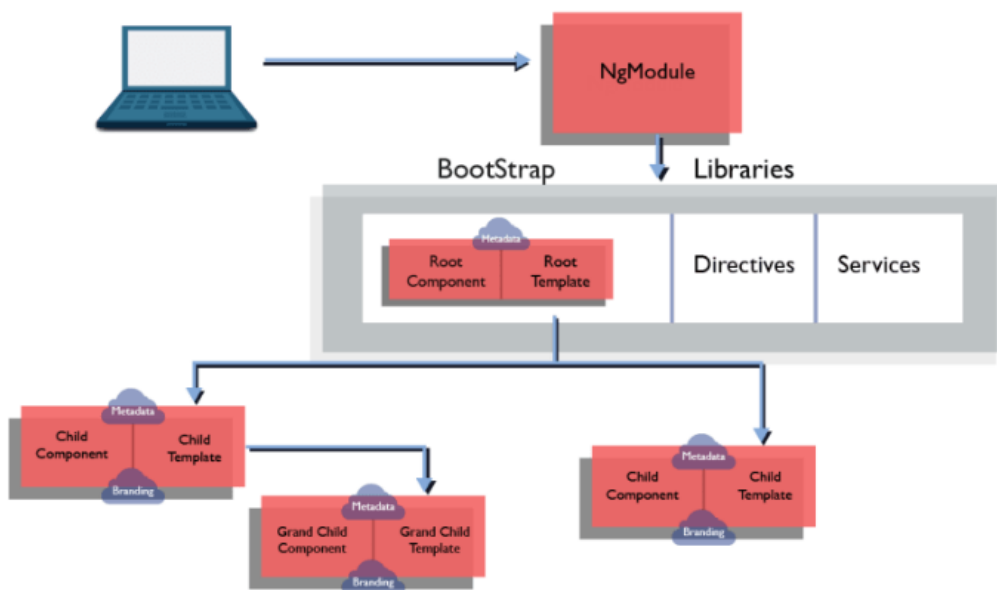 NgModule
BootStrap
Libraries
Metadata
Root
Component
Root
Template
Directives
Services
Metadata
Child
Component
Child
Template
Branding
Metadata
Grand Child
Component
Grand Child
Template
Branding
Metadata
Child
Component
Child
Template
Branding